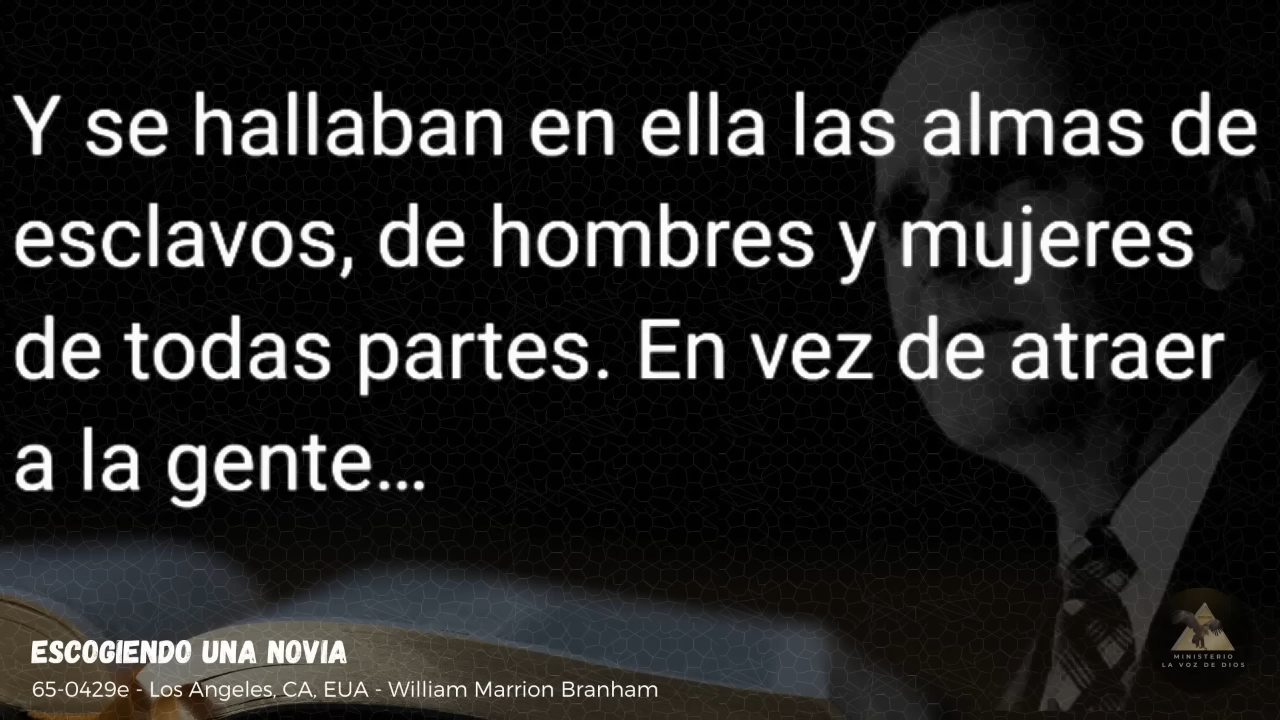 Y se hallaban en ella las almas de
esclavos, de hombres y mujeres
de todas partes. En vez de atraer
a la gente...
ESCOGIENDO UNA NOVIA
65-0429e - Los Angeles, CA, EUA - William Marrion Branham
MINISTERIO
LA VOZ DE DIOS